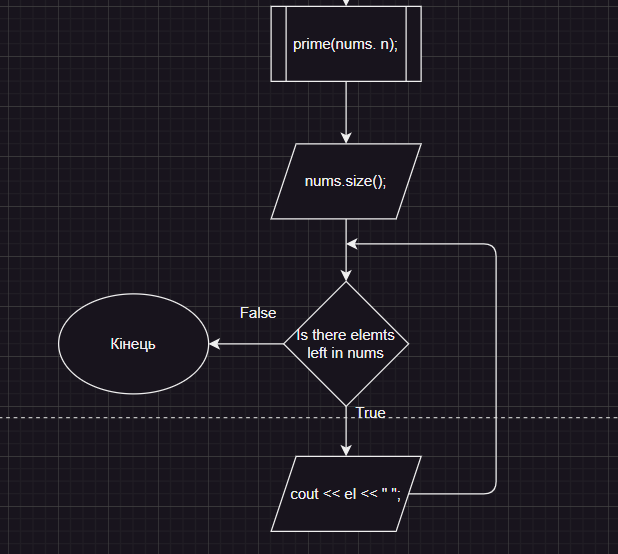 prime(nums. n);
nums.size();
False
Is there elemts
left in nums
Кінець
True
cout << el << " ";